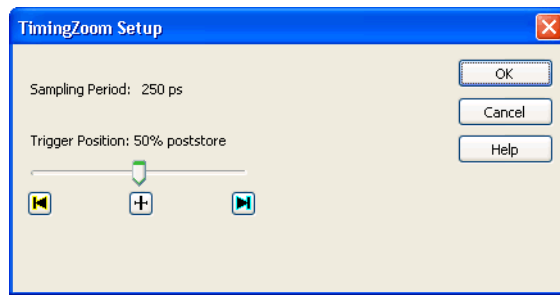 TimingZoom Setup
Sampling Period: 250 ps
Trigger Position: 50% poststore
OK
Cancel
Help